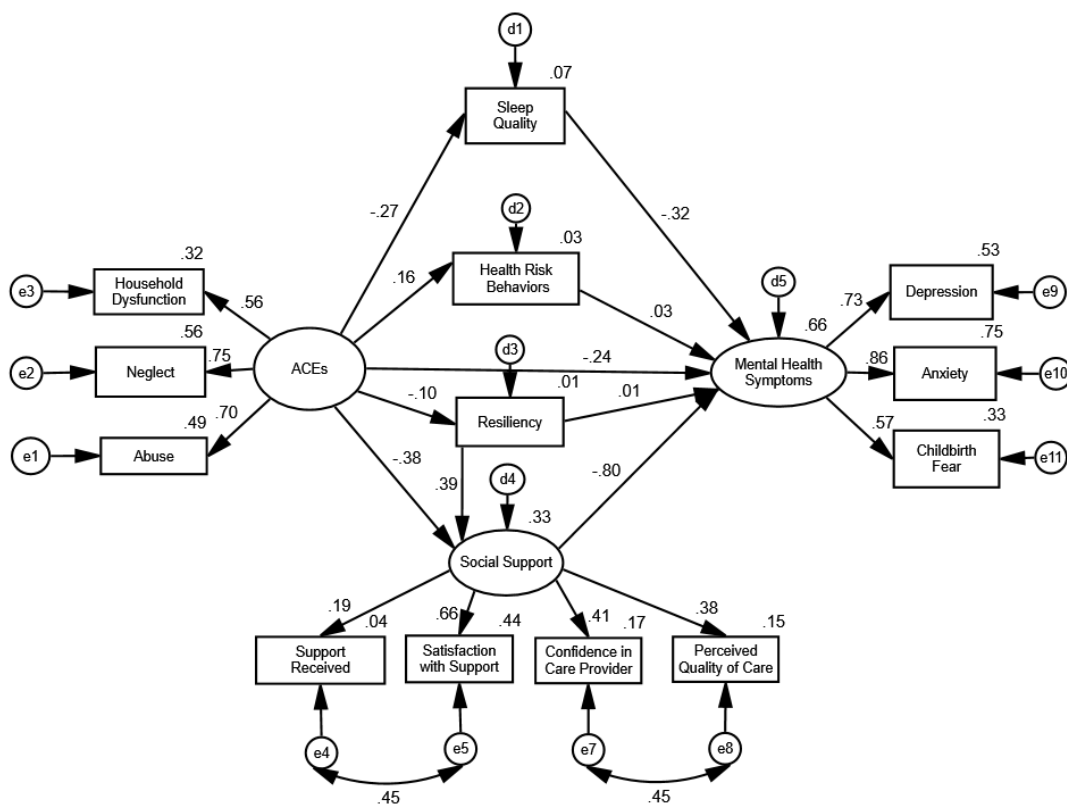 d1
.07
Sleep
Quality
-.27
-.32
d2
.03
Health Risk
Behaviors
.16
.03
.32
e3
Household
Dysfunction
.56
.56
e2
Neglect
.75
.49
e1
Abuse
.70
ACEs
-.24
d3
.01
Resiliency
-.10
.01
-.38
.39
d4
.33
Social Support
-.80
d5
.66
Mental Health
Symptoms
.73
.53
Depression
e9
.86
.75
Anxiety
e10
.57
.33
Childbirth
Fear
e11
.19
.04
Support
Received
.66
.44
Satisfaction
with Support
.41
.17
Confidence in
Care Provider
.38
.15
Perceived
Quality of Care
e4
e5
e7
e8
.45
.45